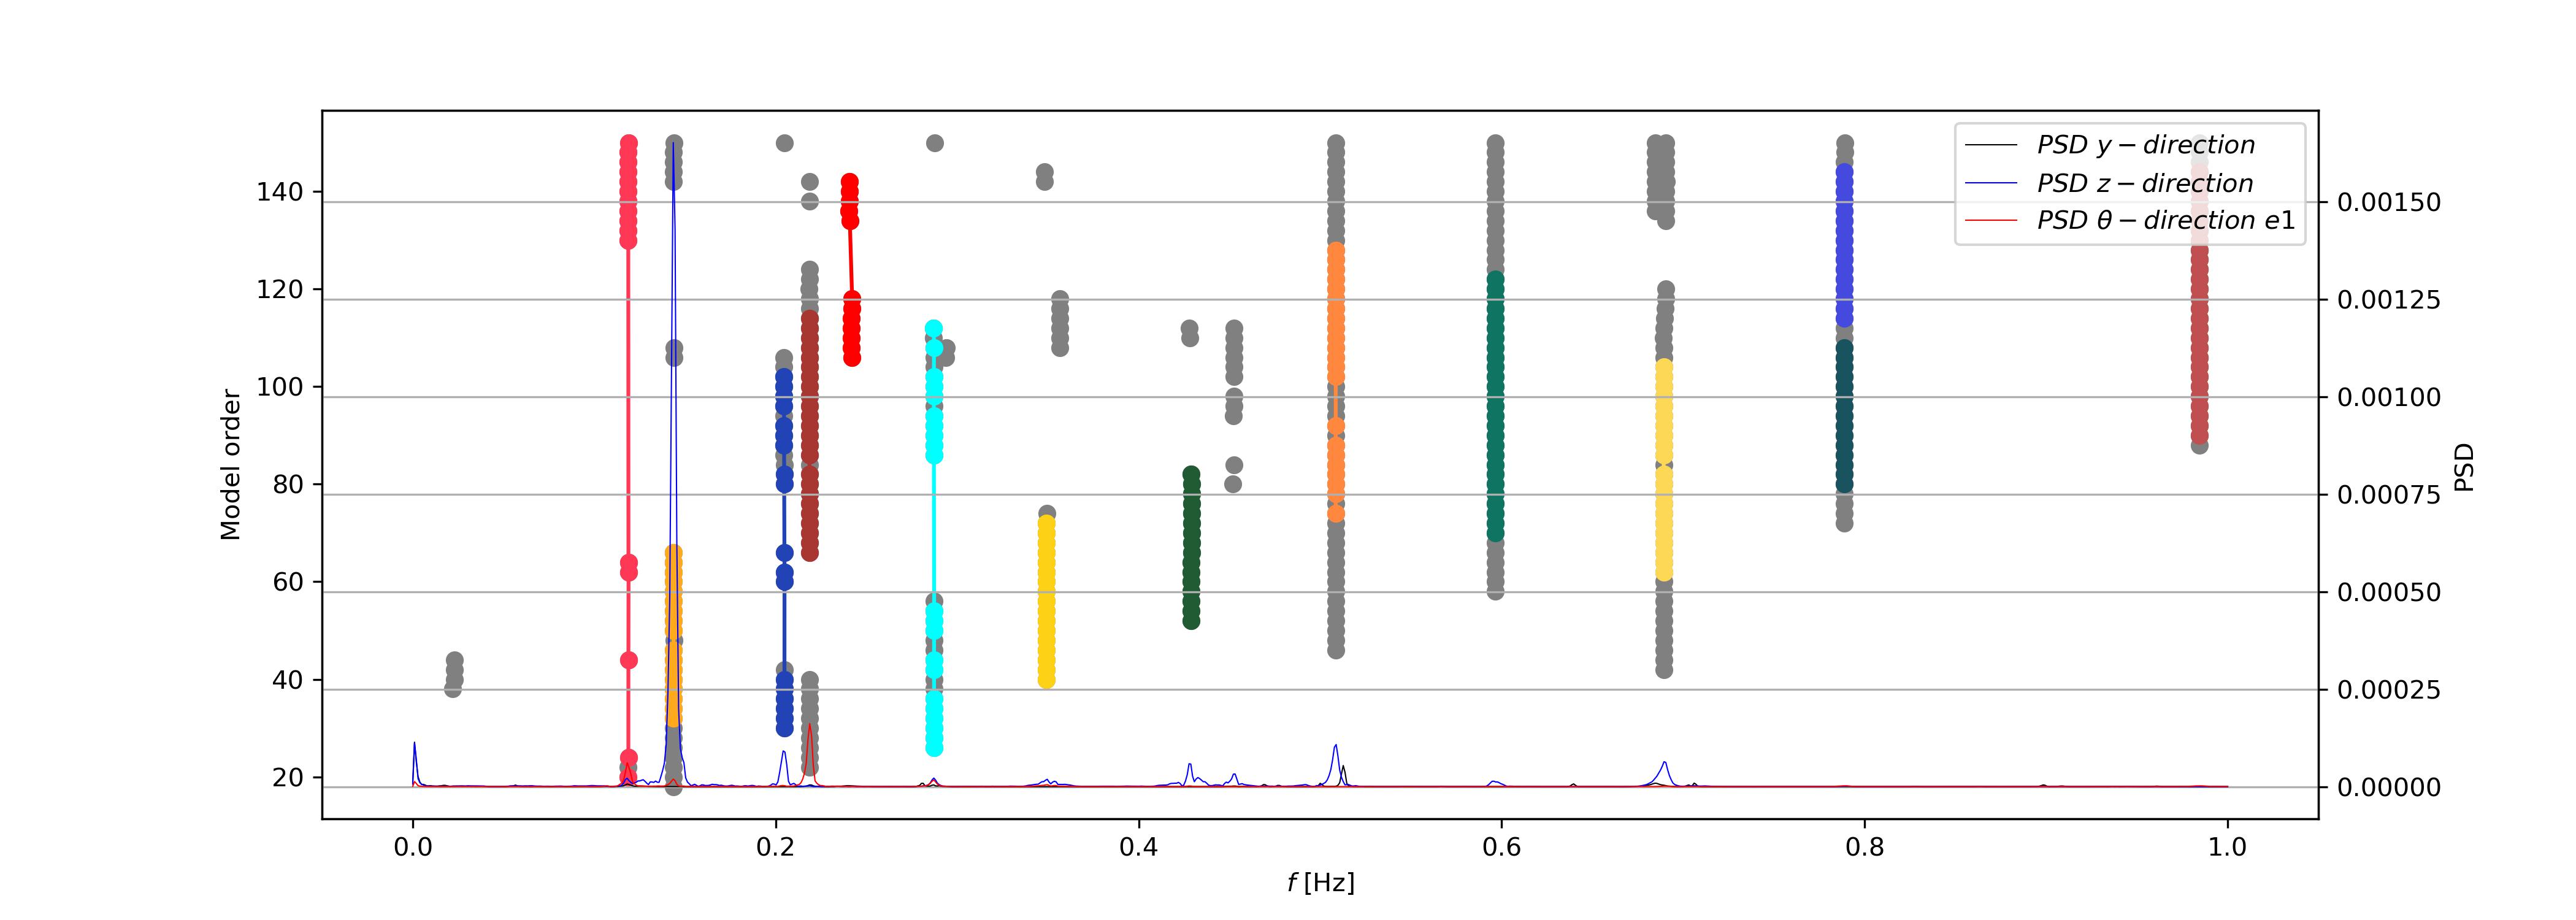 PSD y − direction
PSD z − direction
PSD θ − direction e1
Model order
140
120
100
80
60
40
20
0.00150
0.00125
0.00100
0.00075
0.00050
0.00025
0.00000
PSD
0.0 0.2 0.4 0.6 0.8 1.0
f [Hz]